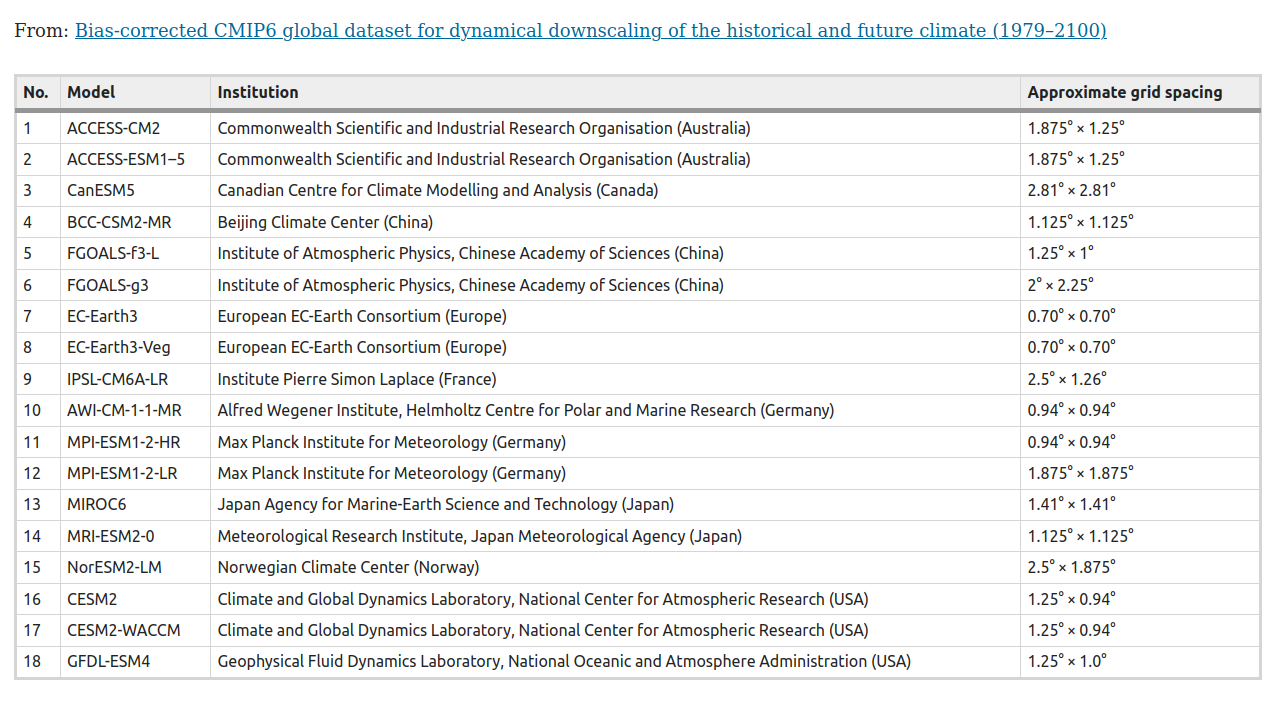 From: Bias-corrected CMIP6 global dataset for dynamical downscaling of the historical and future climate (1979–2100)
No. Model Institution Approximate grid spacing
1 ACCESS-CM2 Commonwealth Scientific and Industrial Research Organisation (Australia) 1.875° × 1.25°
2 ACCESS-ESM1–5 Commonwealth Scientific and Industrial Research Organisation (Australia) 1.875° × 1.25°
3 CanESM5 Canadian Centre for Climate Modelling and Analysis (Canada) 2.81° × 2.81°
4 BCC-CSM2-MR Beijing Climate Center (China) 1.125° × 1.125°
5 FGOALS-f3-L Institute of Atmospheric Physics, Chinese Academy of Sciences (China) 1.25° × 1°
6 FGOALS-g3 Institute of Atmospheric Physics, Chinese Academy of Sciences (China) 2° × 2.25°
7 EC-Earth3 European EC-Earth Consortium (Europe) 0.70° × 0.70°
8 EC-Earth3-Veg European EC-Earth Consortium (Europe) 0.70° × 0.70°
9 IPSL-CM6A-LR Institute Pierre Simon Laplace (France) 2.5° × 1.26°
10 AWI-CM-1-1-MR Alfred Wegener Institute, Helmholtz Centre for Polar and Marine Research (Germany) 0.94° × 0.94°
11 MPI-ESM1-2-HR Max Planck Institute for Meteorology (Germany) 0.94° × 0.94°
12 MPI-ESM1-2-LR Max Planck Institute for Meteorology (Germany) 1.875° × 1.875°
13 MIROC6 Japan Agency for Marine-Earth Science and Technology (Japan) 1.41° × 1.41°
14 MRI-ESM2-0 Meteorological Research Institute, Japan Meteorological Agency (Japan) 1.125° × 1.125°
15 NorESM2-LM Norwegian Climate Center (Norway) 2.5° × 1.875°
16 CESM2 Climate and Global Dynamics Laboratory, National Center for Atmospheric Research (USA) 1.25° × 0.94°
17 CESM2-WACCM Climate and Global Dynamics Laboratory, National Center for Atmospheric Research (USA) 1.25° × 0.94°
18 GFDL-ESM4 Geophysical Fluid Dynamics Laboratory, National Oceanic and Atmosphere Administration (USA) 1.25° × 1.0°